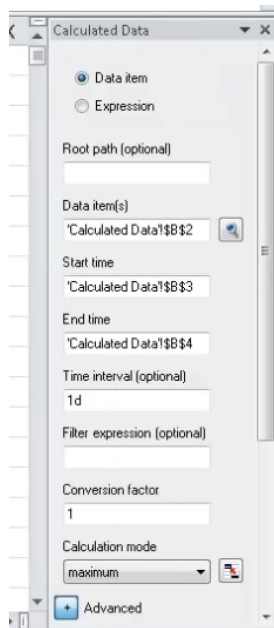 Calculated Data
Data item
Expression
Root path (optional)
Data item(s)
'Calculated Data'!$B$2
Start time
'Calculated Data'!$B$3
End time
'Calculated Data'!$B$4
Time interval (optional)
1d
Filter expression (optional)
Conversion factor
1
Calculation mode
maximum
Advanced